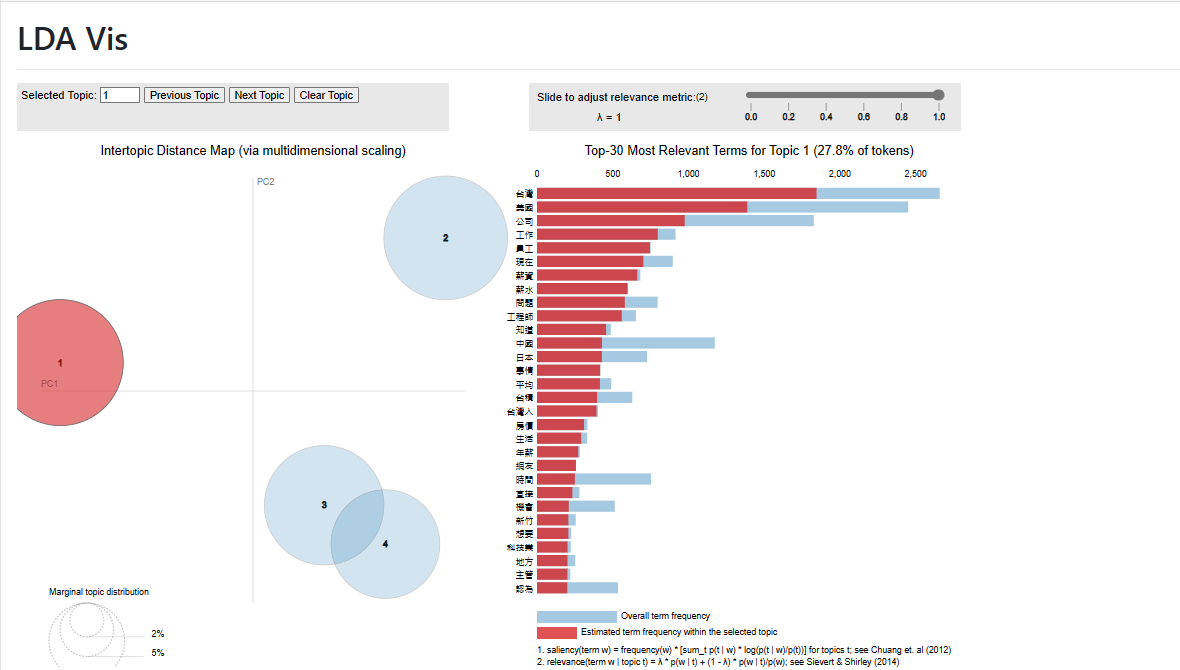 LDA Vis
Selected Topic: 1 Previous Topic Next Topic Clear Topic
Slide to adjust relevance metric:(2)
λ = 1
0.0 0.2 0.4 0.6 0.8 1.0
Intertopic Distance Map (via multidimensional scaling)
PC2
PC1
1
2
3
4
Marginal topic distribution
2%
5%
Top-30 Most Relevant Terms for Topic 1 (27.8% of tokens)
0 500 1,000 1,500 2,000 2,500
台灣
美國
公司
工作
員工
現在
薪資
薪水
問題
工程師
知道
中國
日本
事情
平均
台積
台灣人
房價
生活
年薪
網友
時間
直接
機會
新竹
想要
科技業
地方
主管
認為
Overall term frequency
Estimated term frequency within the selected topic
1. saliency(term w) = frequency(w) * [sum_t p(t | w) * log(p(t | w)/p(t))] for topics t; see Chuang et. al (2012)
2. relevance(term w | topic t) = λ * p(w | t) + (1 - λ) * p(w | t)/p(w); see Sievert & Shirley (2014)